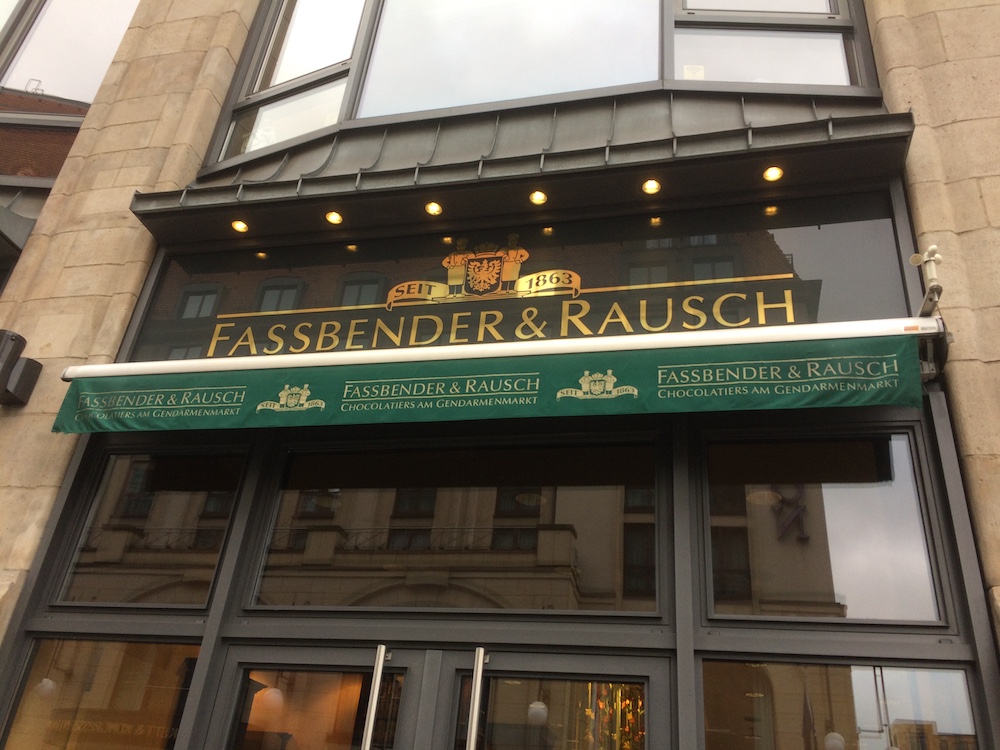 SEIT 1863
FASSBENDER & RAUSCH
FASSBENDER & RAUSCH
CHOCOLATIERS AM GENDARMENMARKT
SEIT 1863
FASSBENDER & RAUSCH
CHOCOLATIERS AM GENDARMENMARKT
SEIT 1863
FASSBENDER & RAUSCH
CHOCOLATIERS AM GENDARMENMARKT